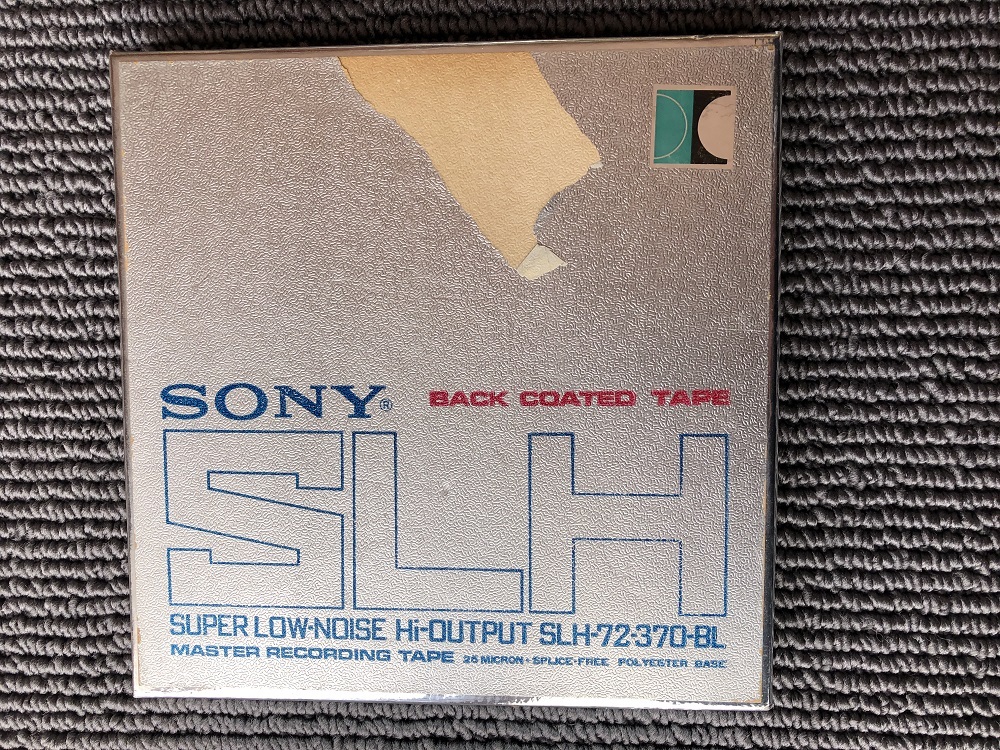 SONY® BACK COATED TAPE
SLH
SUPER LOW-NOISE Hi-OUTPUT SLH-72-370-BL
MASTER RECORDING TAPE 25 MICRON · SPLICE-FREE POLYESTER BASE